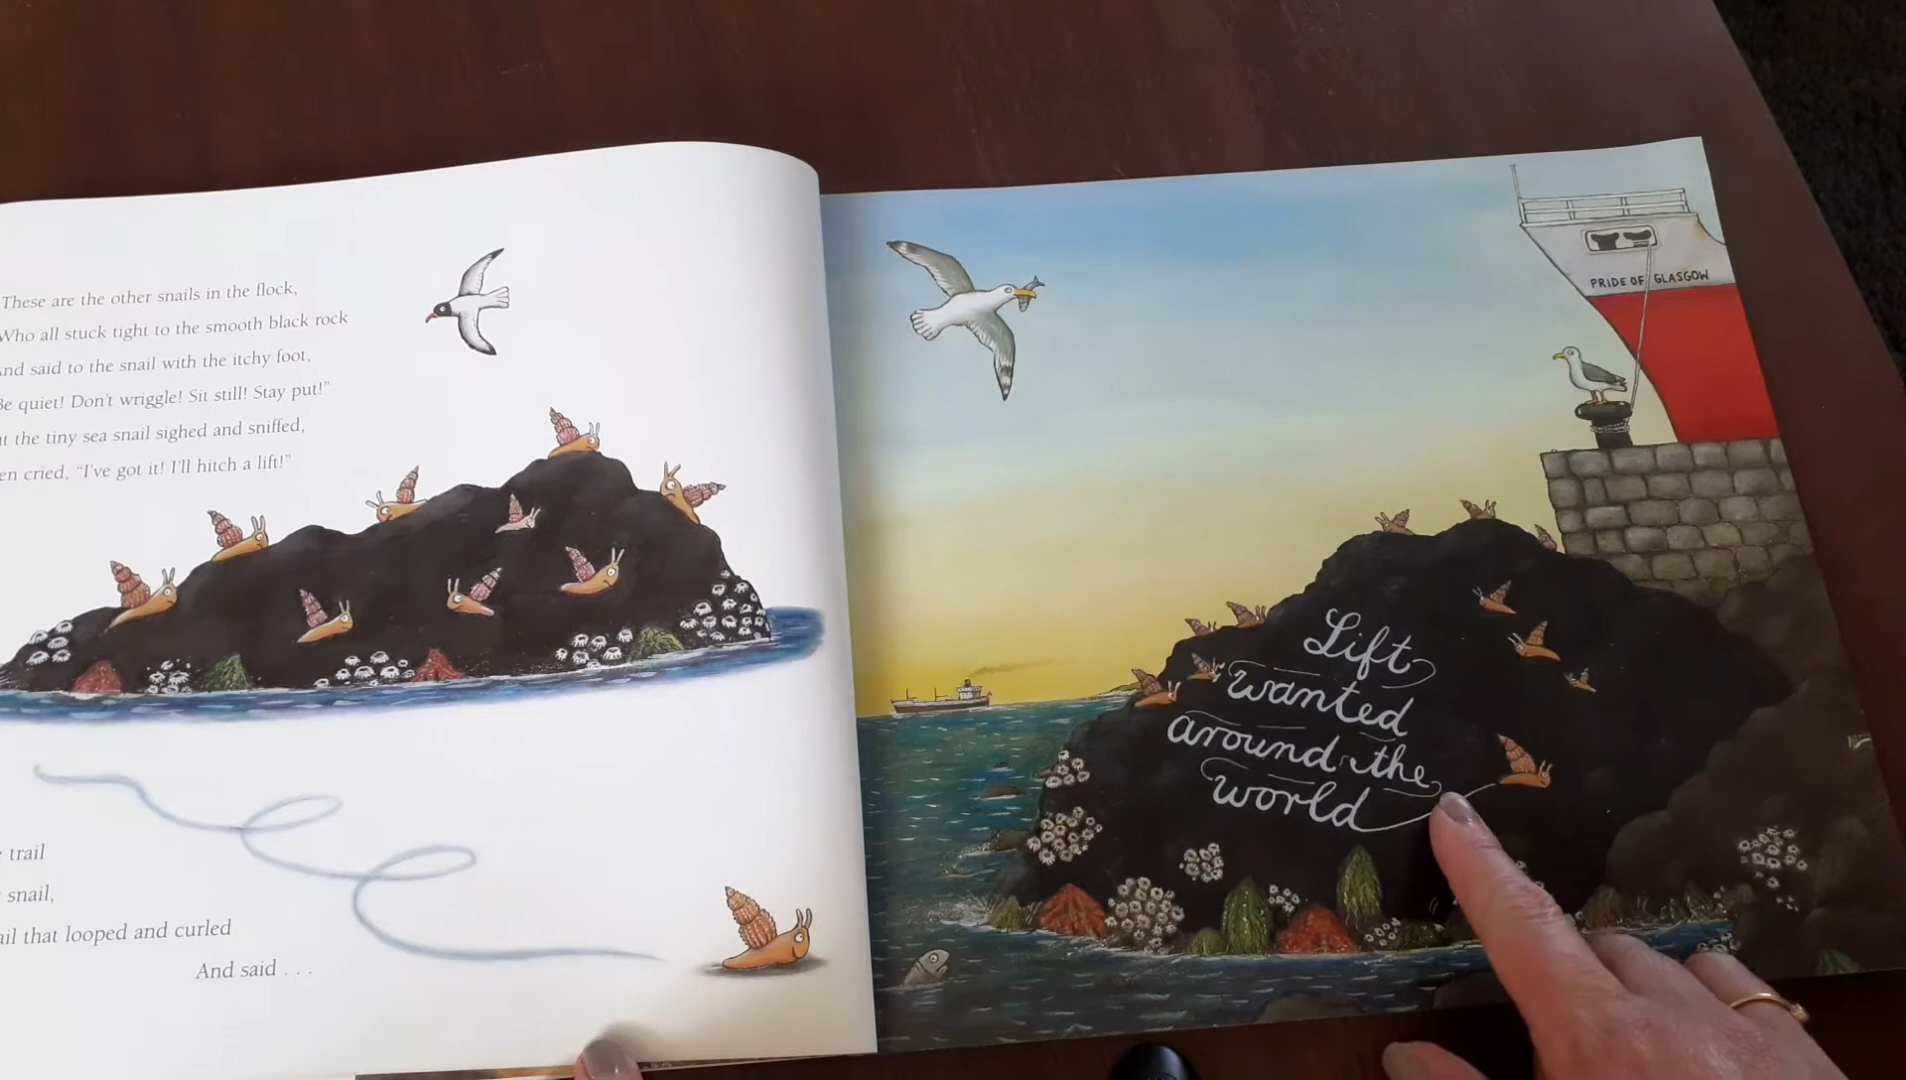 These are the other snails in the flock,
Who all stuck tight to the smooth black rock
And said to the snail with the itchy foot,
Be quiet! Don't wriggle! Sit still! Stay put!"
the tiny sea snail sighed and sniffed,
cried, "I've got it! I'll hitch a lift!"
trail
snail,
that looped and curled
And said . . .
PRIDE OF GLASGOW
Lift
wanted
around the
world